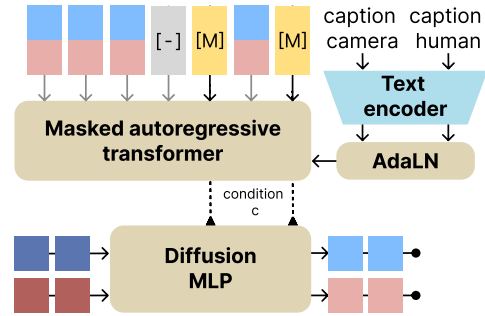 caption caption
camera human
[-] [M] [M]
Text
encoder
Masked autoregressive
transformer
AdaLN
condition
c
Diffusion
MLP